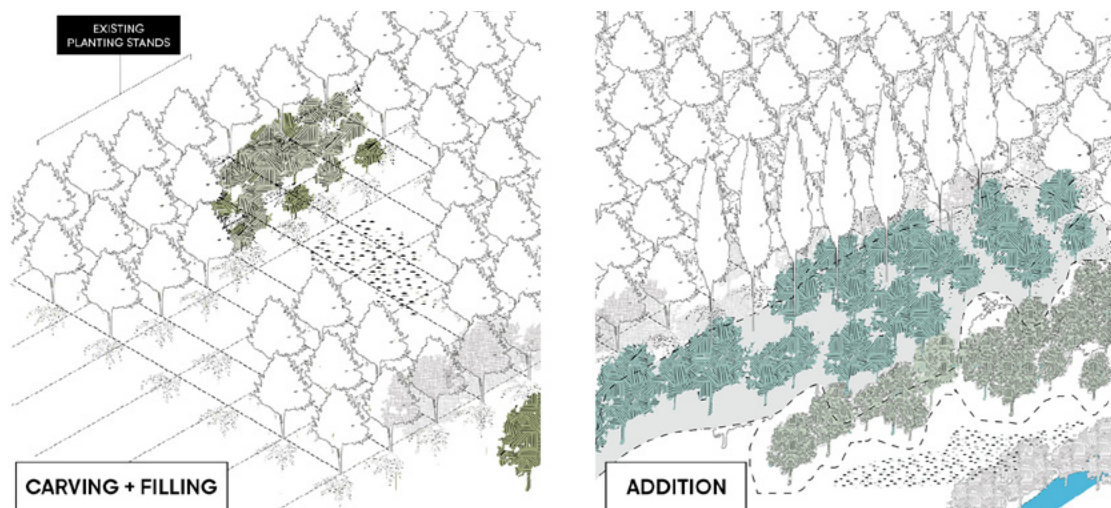 EXISTING
PLANTING STANDS
CARVING + FILLING
ADDITION